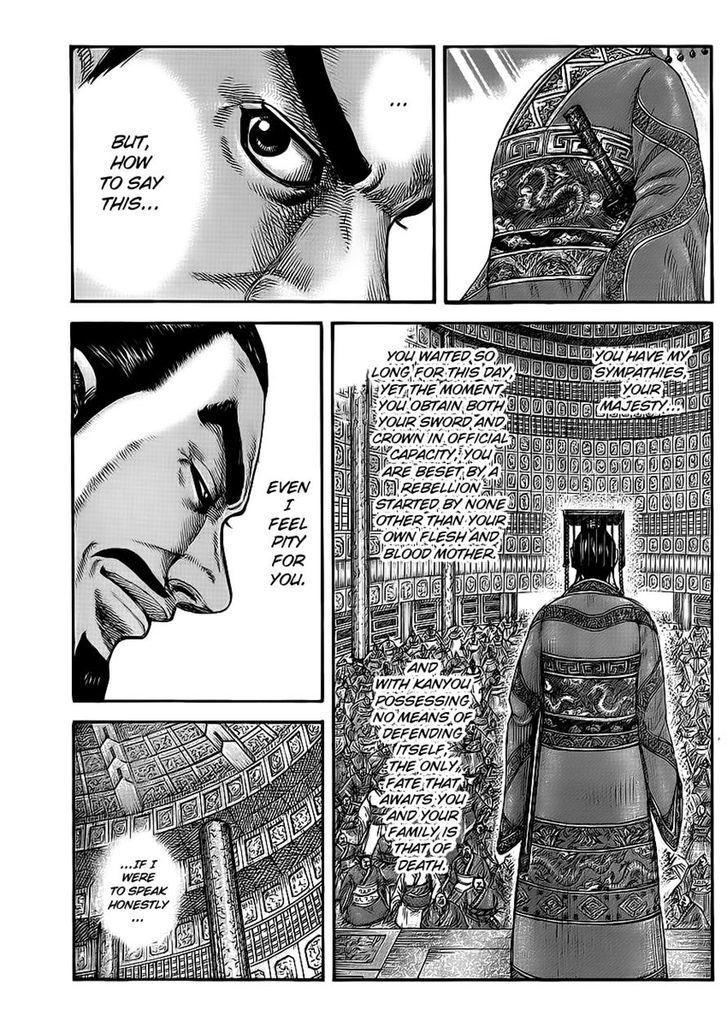 ...
BUT,
HOW
TO SAY
THIS...
YOU HAVE MY
SYMPATHIES,
YOUR
MAJESTY...
YOU WAITED SO
LONG FOR THIS DAY,
YET THE MOMENT
YOU OBTAIN BOTH
YOUR SWORD AND
CROWN IN OFFICIAL
CAPACITY, YOU
ARE BESET BY A
REBELLION
STARTED BY NONE
OTHER THAN YOUR
OWN FLESH AND
BLOOD MOTHER.
AND
WITH KANYOU
POSSESSING
NO MEANS OF
DEFENDING
ITSELF,
THE ONLY
FATE THAT
AWAITS YOU
AND YOUR
FAMILY IS
THAT OF
DEATH.
EVEN
I
FEEL
PITY
FOR
YOU.
...IF I
WERE
TO SPEAK
HONESTLY
...